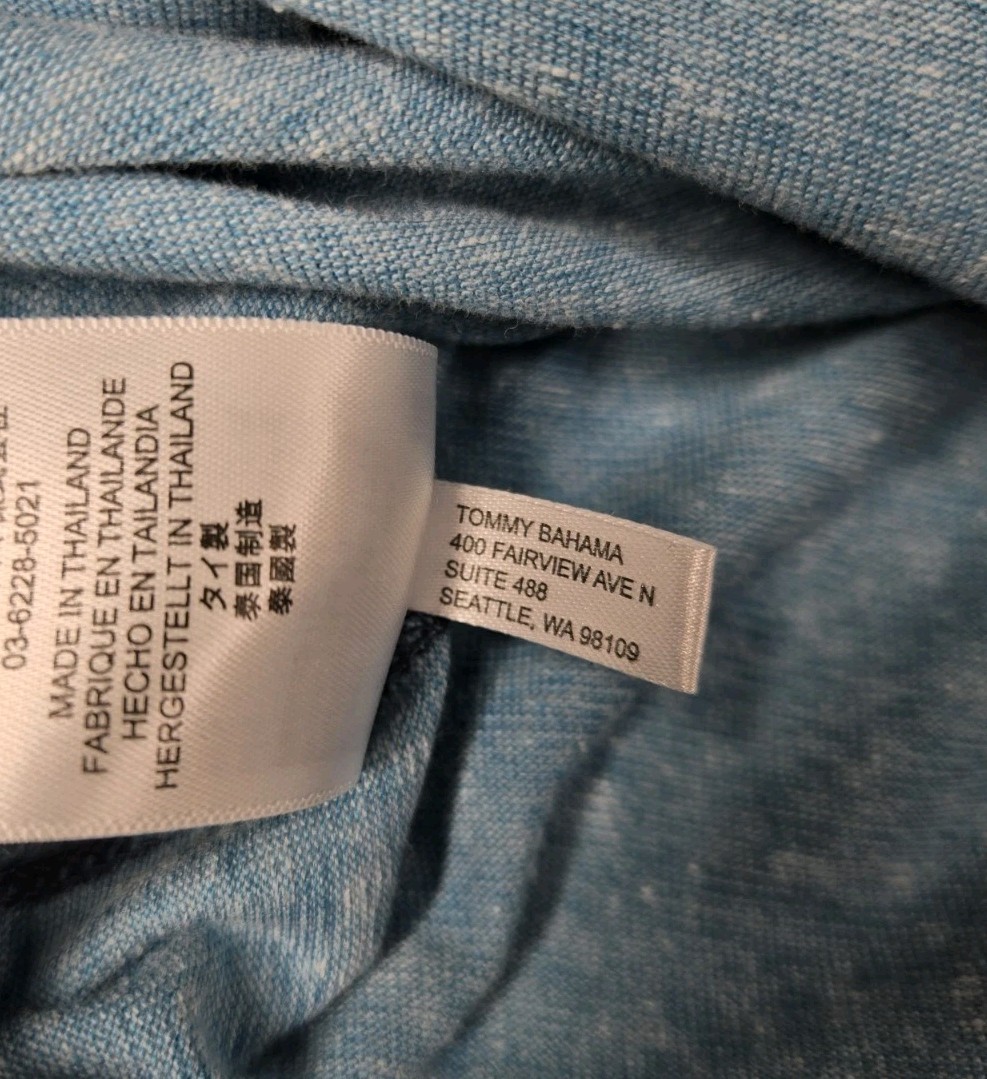 03-6228-5021
MADE IN THAILAND
FABRIQUE EN THAILANDE
HECHO EN TAILANDIA
HERGESTELLT IN THAILAND
タイ製
泰国制造
泰國製
TOMMY BAHAMA
400 FAIRVIEW AVE N
SUITE 488
SEATTLE, WA 98109